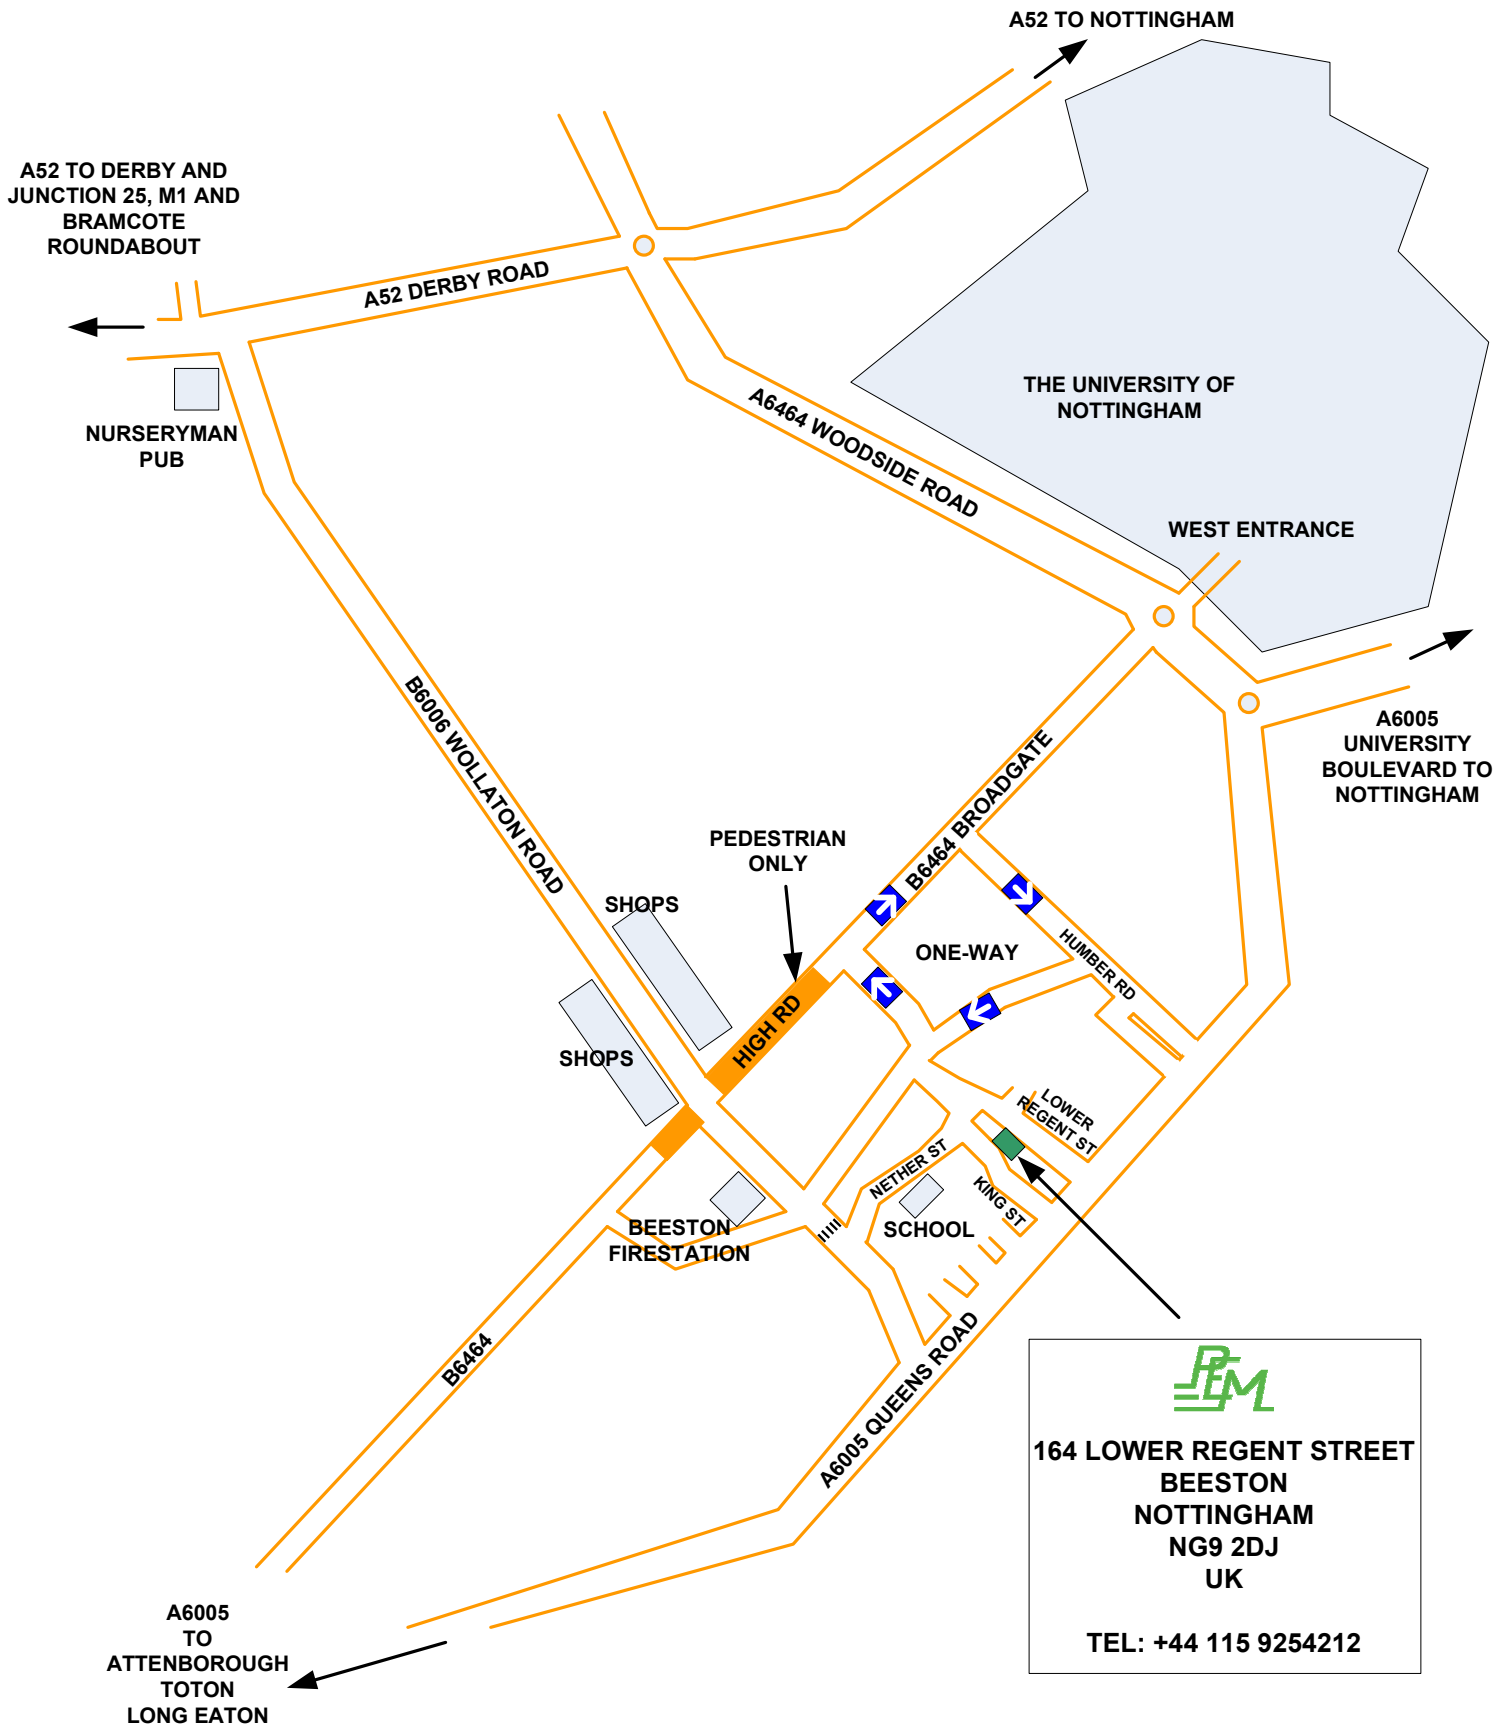 A52 TO NOTTINGHAM
A52 TO DERBY AND
JUNCTION 25, M1 AND
BRAMCOTE
ROUNDABOUT
A52 DERBY ROAD
NURSERYMAN
PUB
THE UNIVERSITY OF
NOTTINGHAM
A6464 WOODSIDE ROAD
WEST ENTRANCE
B6006 WOLLATON ROAD
A6005
UNIVERSITY
BOULEVARD TO
NOTTINGHAM
B6464 BROADGATE
PEDESTRIAN
ONLY
SHOPS
ONE-WAY
HUMBER RD
HIGH RD
SHOPS
LOWER
REGENT ST
NETHER ST
KING ST
SCHOOL
BEESTON
FIRESTATION
B6464
A6005 QUEENS ROAD
PEM
164 LOWER REGENT STREET
BEESTON
NOTTINGHAM
NG9 2DJ
UK
TEL: +44 115 9254212
A6005
TO
ATTENBOROUGH
TOTON
LONG EATON